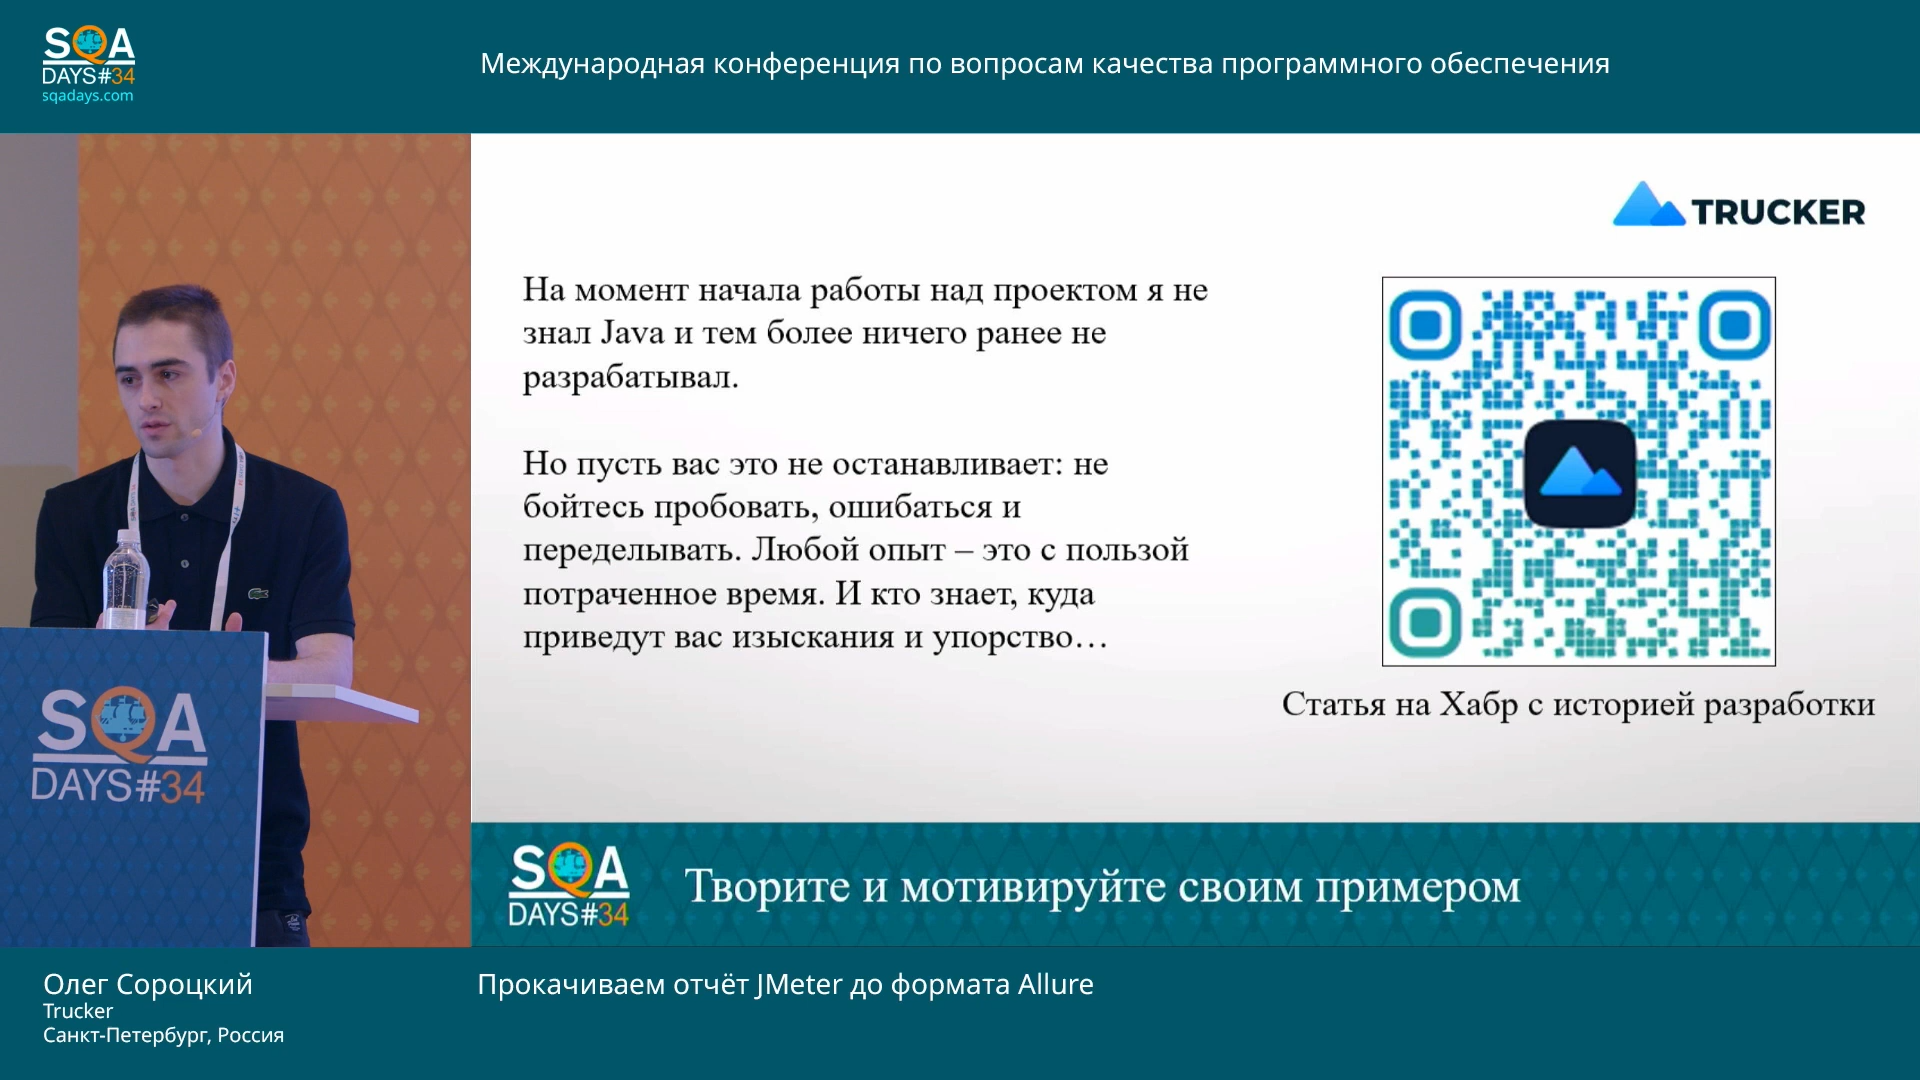 SQA
DAYS#34
sqadays.com
Международная конференция по вопросам качества программного обеспечения
TRUCKER
На момент начала работы над проектом я не
знал Java и тем более ничего ранее не
разрабатывал.
Но пусть вас это не останавливает: не
бойтесь пробовать, ошибаться и
переделывать. Любой опыт – это с пользой
потраченное время. И кто знает, куда
приведут вас изыскания и упорство…
Статья на Хабр с историей разработки
SQA
DAYS#34
SQA
DAYS#34
Творите и мотивируйте своим примером
Олег Сороцкий
Trucker
Санкт-Петербург, Россия
Прокачиваем отчёт JMeter до формата Allure